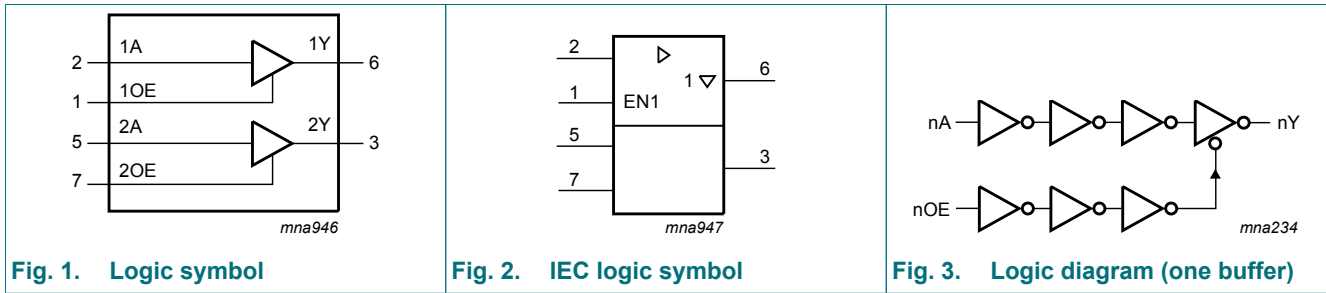 1A 1Y
2 6
1OE
1
2A 2Y
5 3
2OE
7
mna946
Fig. 1. Logic symbol
2
1 6
1 EN1
5
3
7
mna947
Fig. 2. IEC logic symbol
nA nY
nOE
mna234
Fig. 3. Logic diagram (one buffer)